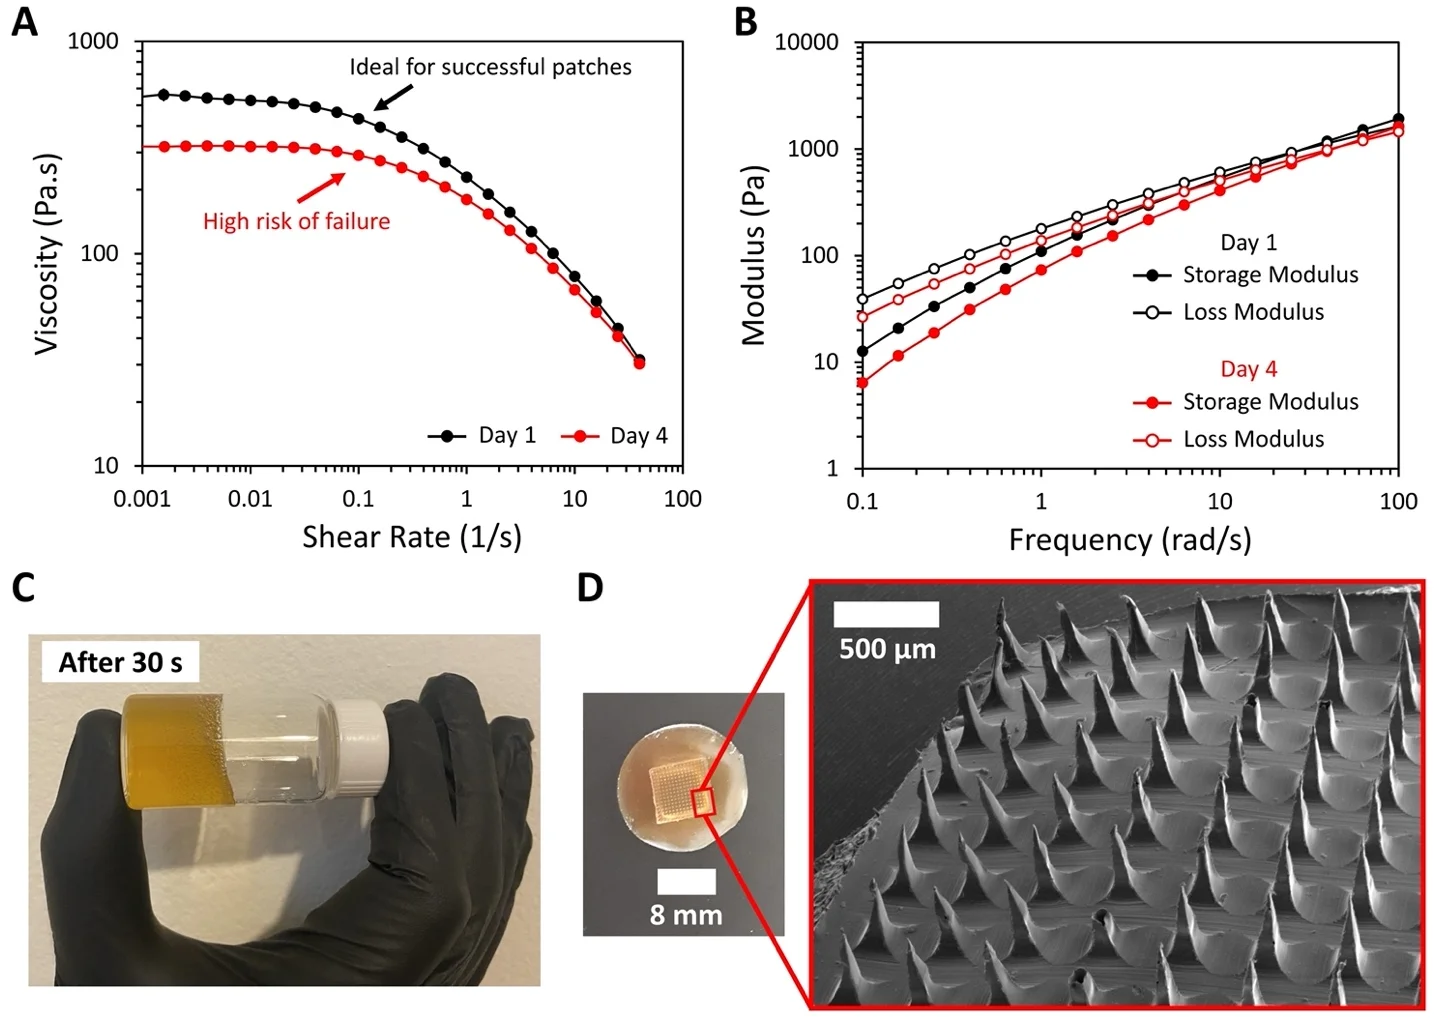 A
1000
100
10
Viscosity (Pa.s)
Ideal for successful patches
High risk of failure
Day 1
Day 4
0.001
0.01
0.1
1
10
100
Shear Rate (1/s)
B
10000
1000
100
10
1
Modulus (Pa)
Day 1
Storage Modulus
Loss Modulus
Day 4
Storage Modulus
Loss Modulus
0.1
1
10
100
Frequency (rad/s)
C
After 30 s
D
8 mm
500 µm